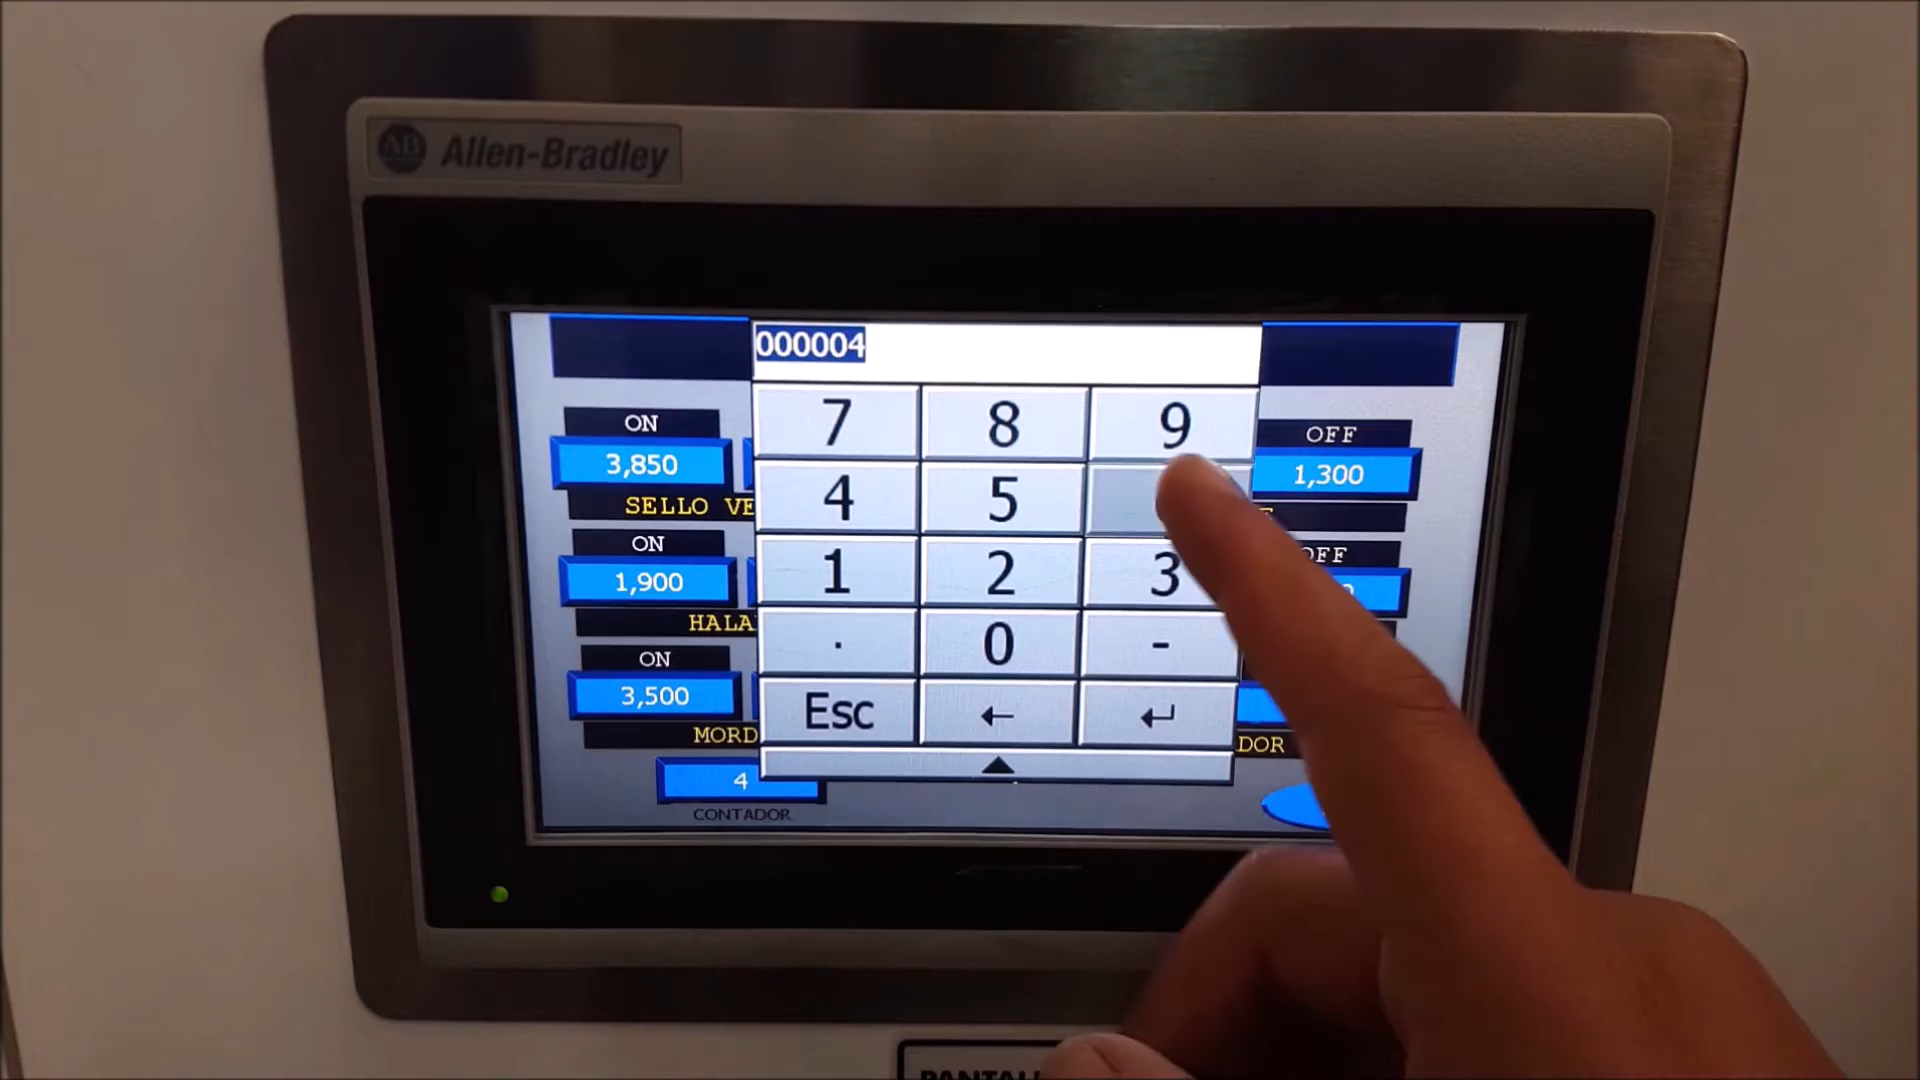 AB Allen-Bradley
000004
7 8 9
ON
OFF
3,850
1,300
4 5
SELLO VE
ON
OFF
1 2 3
1,900
HALA
. 0 -
ON
3,500
Esc ← ↵
MORD
DOR
▲
4
CONTADOR